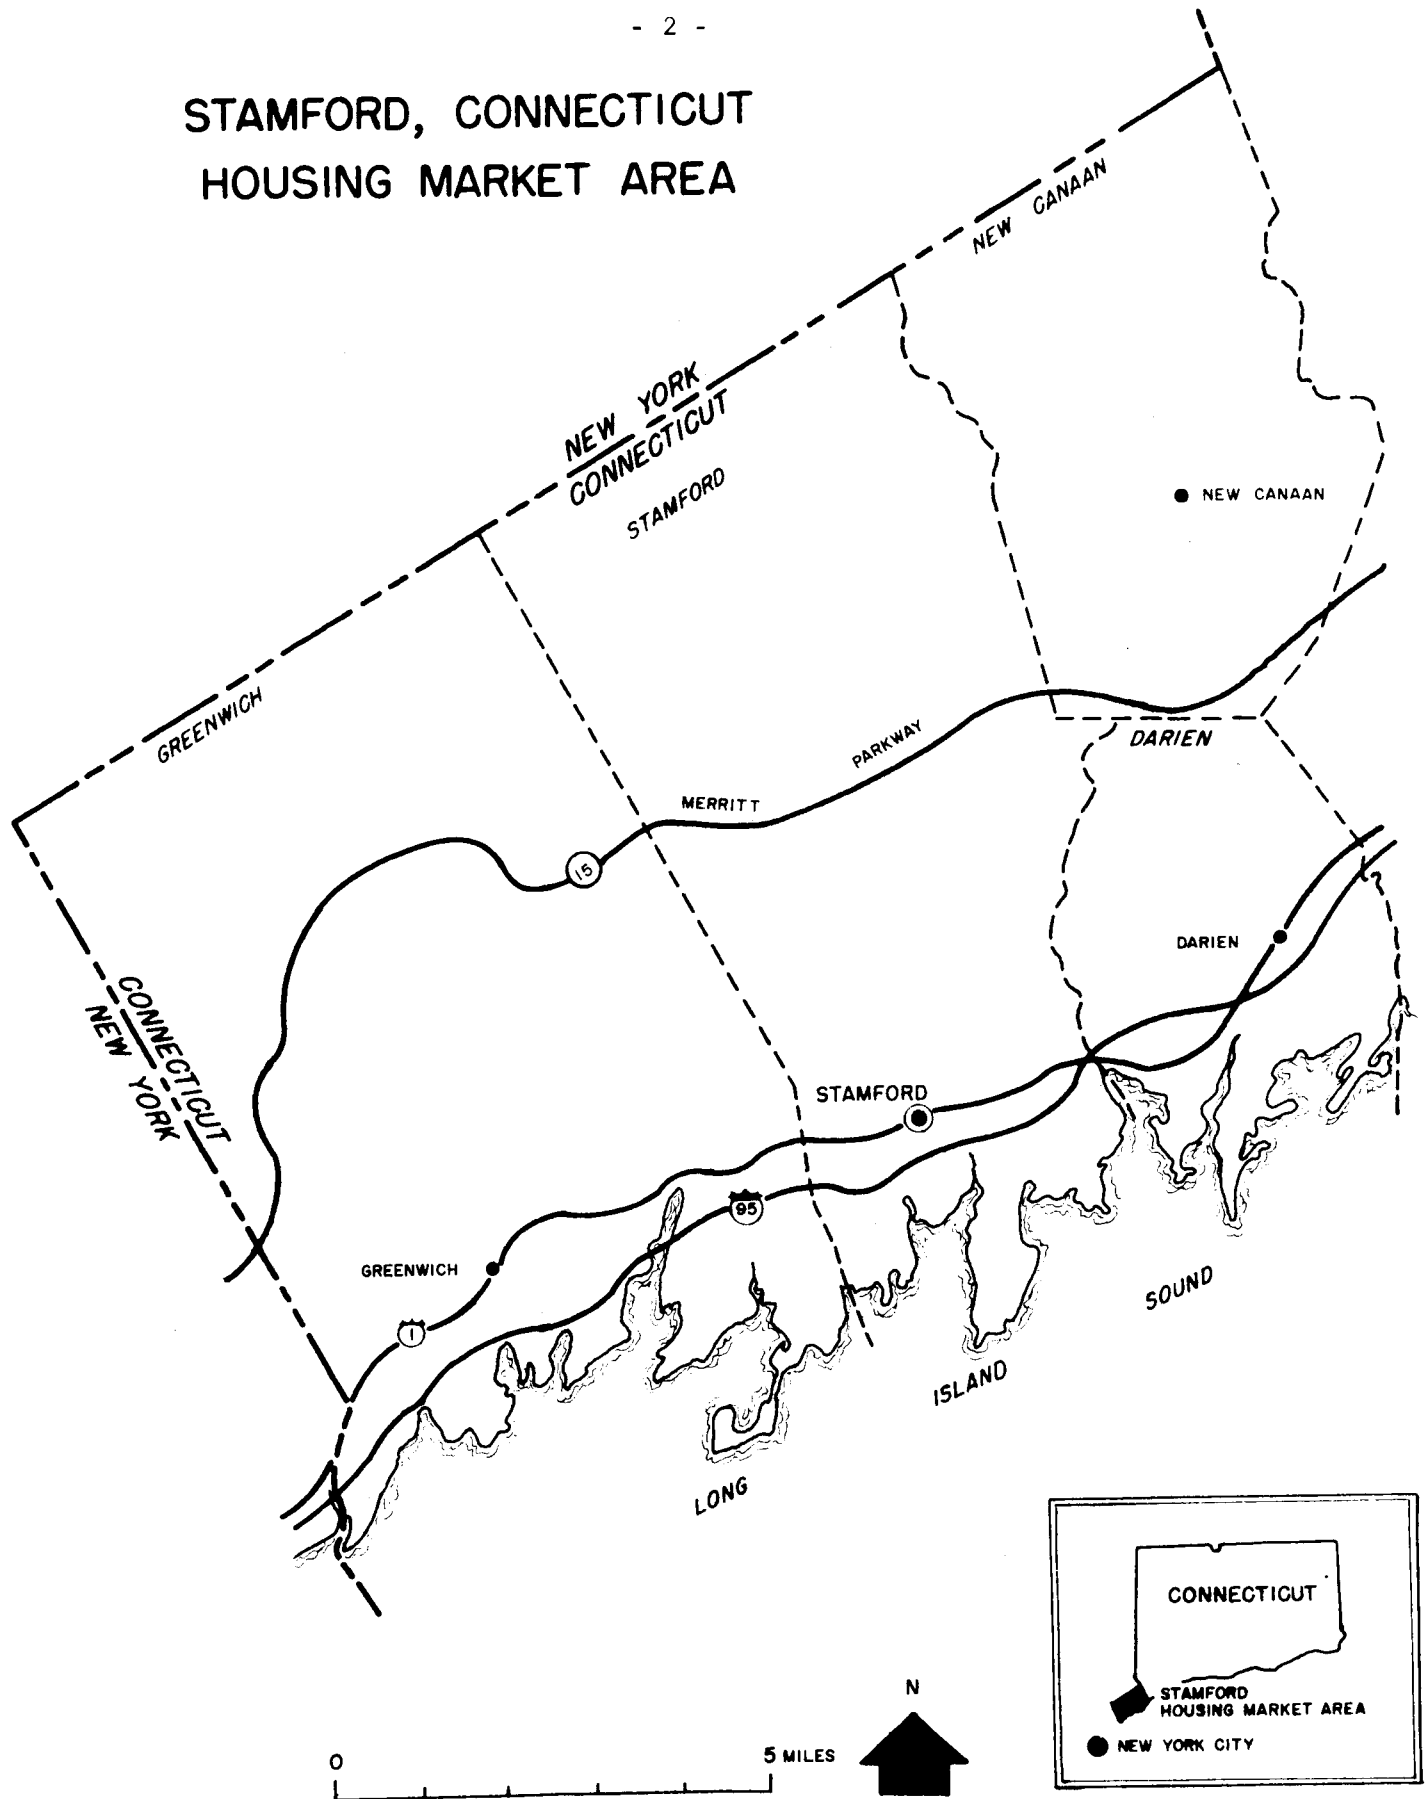 - 2 -
STAMFORD, CONNECTICUT
HOUSING MARKET AREA
NEW CANAAN
NEW YORK
CONNECTICUT
STAMFORD
NEW CANAAN
GREENWICH
DARIEN
PARKWAY
MERRITT
15
DARIEN
CONNECTICUT
NEW YORK
STAMFORD
95
GREENWICH
1
SOUND
ISLAND
LONG
CONNECTICUT
STAMFORD
HOUSING MARKET AREA
NEW YORK CITY
N
0
5 MILES